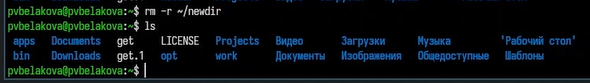 pvbelakova@pvbelakova:~$ rm -r ~/newdir
pvbelakova@pvbelakova:~$ ls
apps Documents get LICENSE Projects Видео Загрузки Музыка 'Рабочий стол'
bin Downloads get.1 opt work Документы Изображения Общедоступные Шаблоны
pvbelakova@pvbelakova:~$